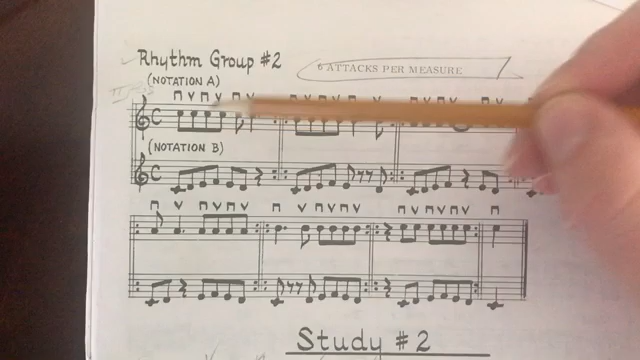 Rhythm Group #2
6 ATTACKS PER MEASURE
(NOTATION A)
(NOTATION B)
Study #2